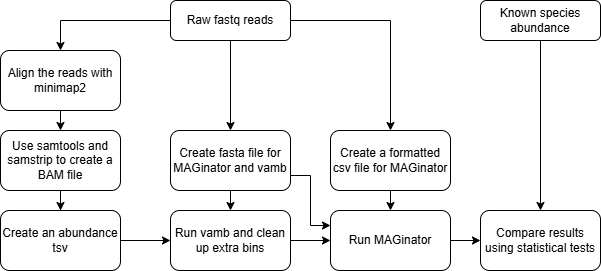 Raw fastq reads
Known species
abundance
Align the reads with
minimap2
Use samtools and
samstrip to create a
BAM file
Create fasta file for
MAGinator and vamb
Create a formatted
csv file for MAGinator
Create an abundance
tsv
Run vamb and clean
up extra bins
Run MAGinator
Compare results
using statistical tests